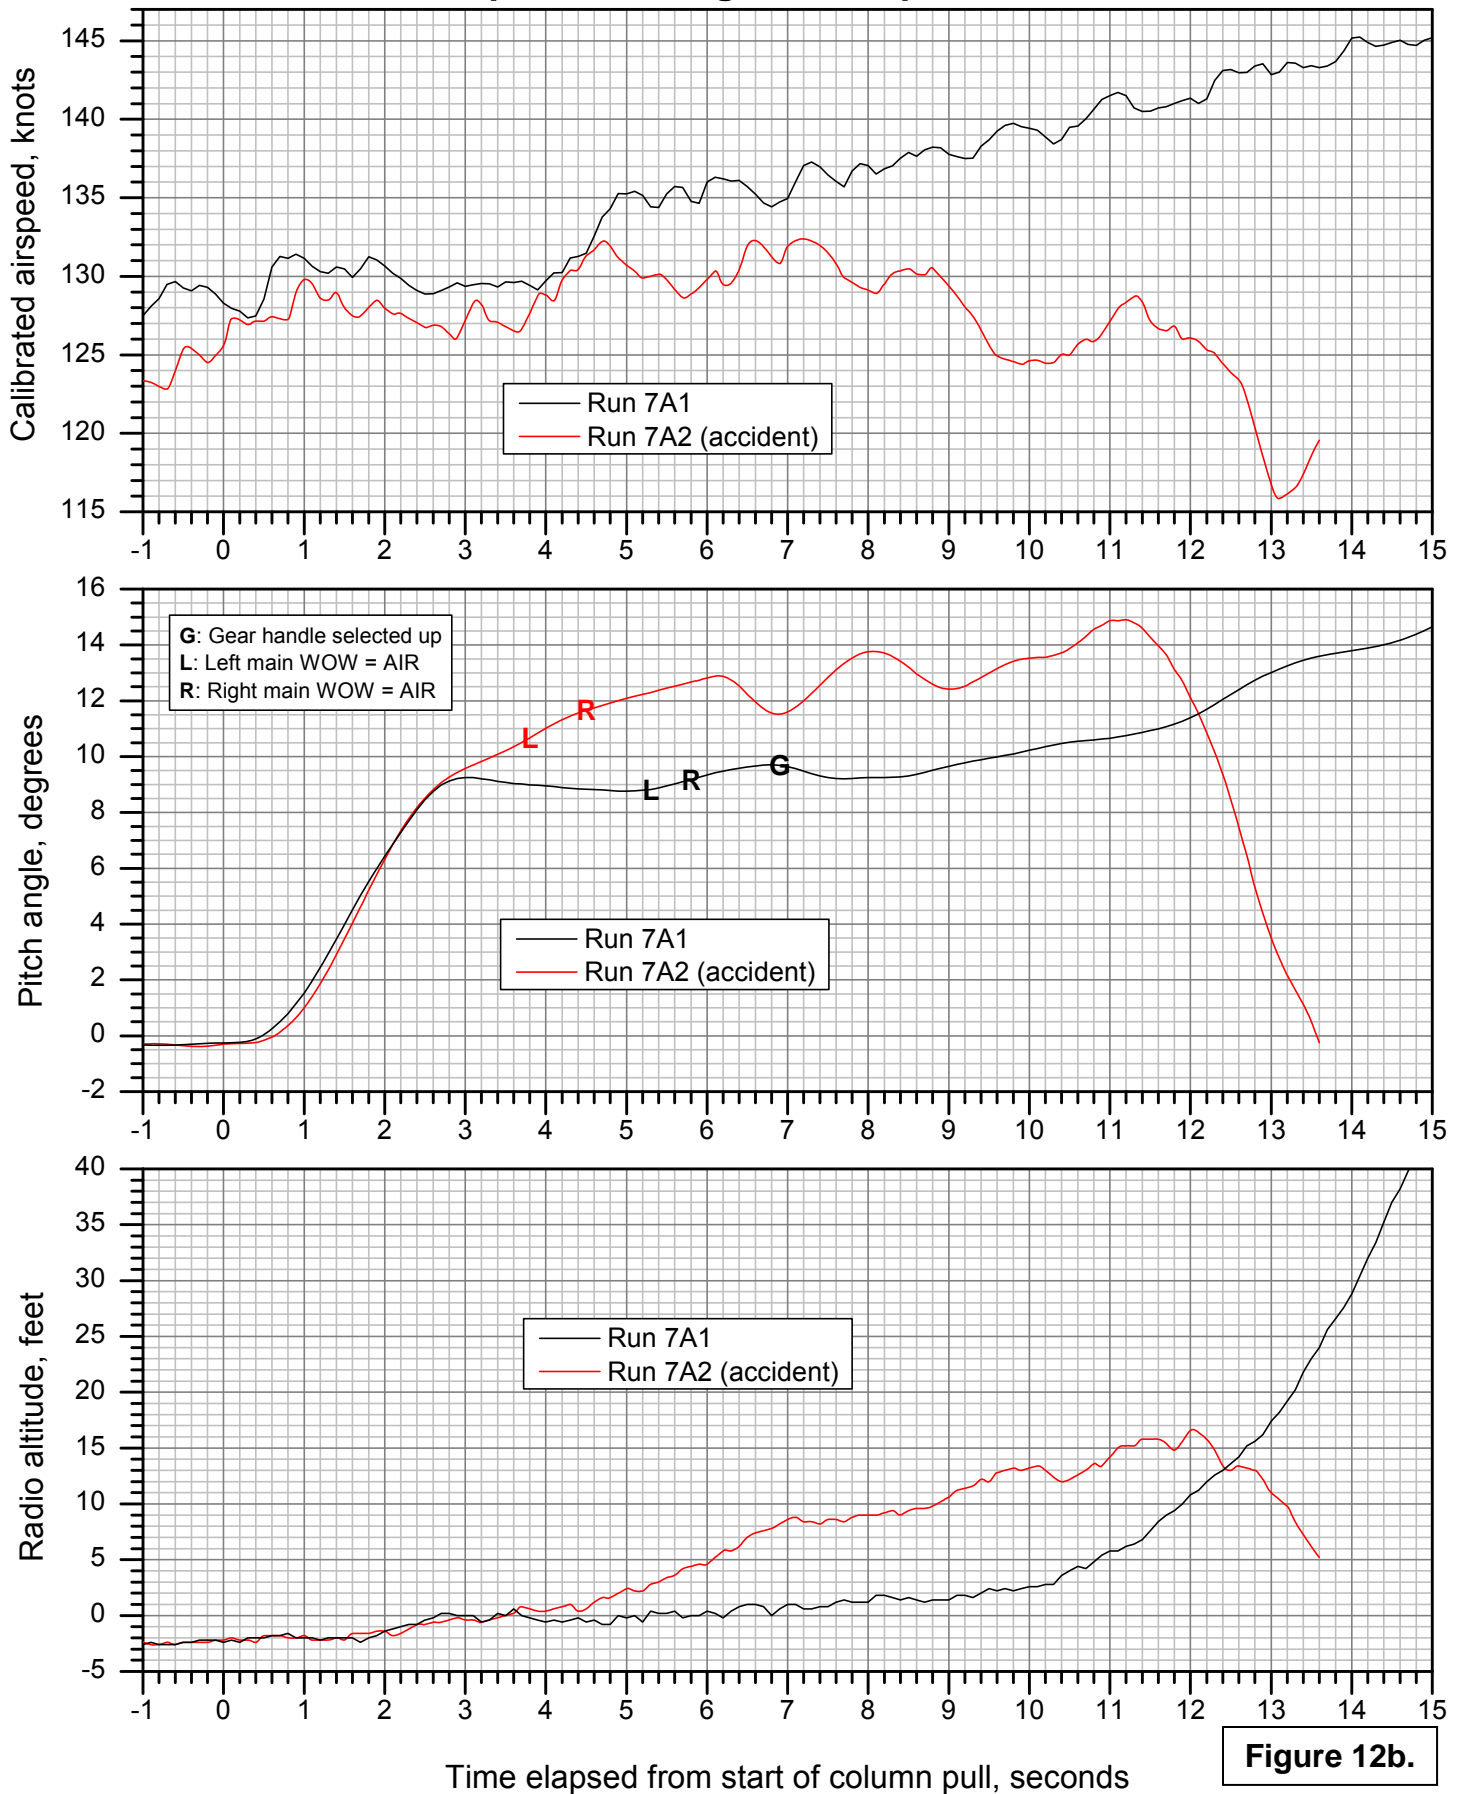 Calibrated airspeed, knots
145
140
135
130
125
120
115
Run 7A1
Run 7A2 (accident)
-1 0 1 2 3 4 5 6 7 8 9 10 11 12 13 14 15
Pitch angle, degrees
16
14
12
10
8
6
4
2
0
-2
G: Gear handle selected up
L: Left main WOW = AIR
R: Right main WOW = AIR
L
R
L
R
G
Run 7A1
Run 7A2 (accident)
-1 0 1 2 3 4 5 6 7 8 9 10 11 12 13 14 15
Radio altitude, feet
40
35
30
25
20
15
10
5
0
-5
Run 7A1
Run 7A2 (accident)
-1 0 1 2 3 4 5 6 7 8 9 10 11 12 13 14 15
Time elapsed from start of column pull, seconds
Figure 12b.